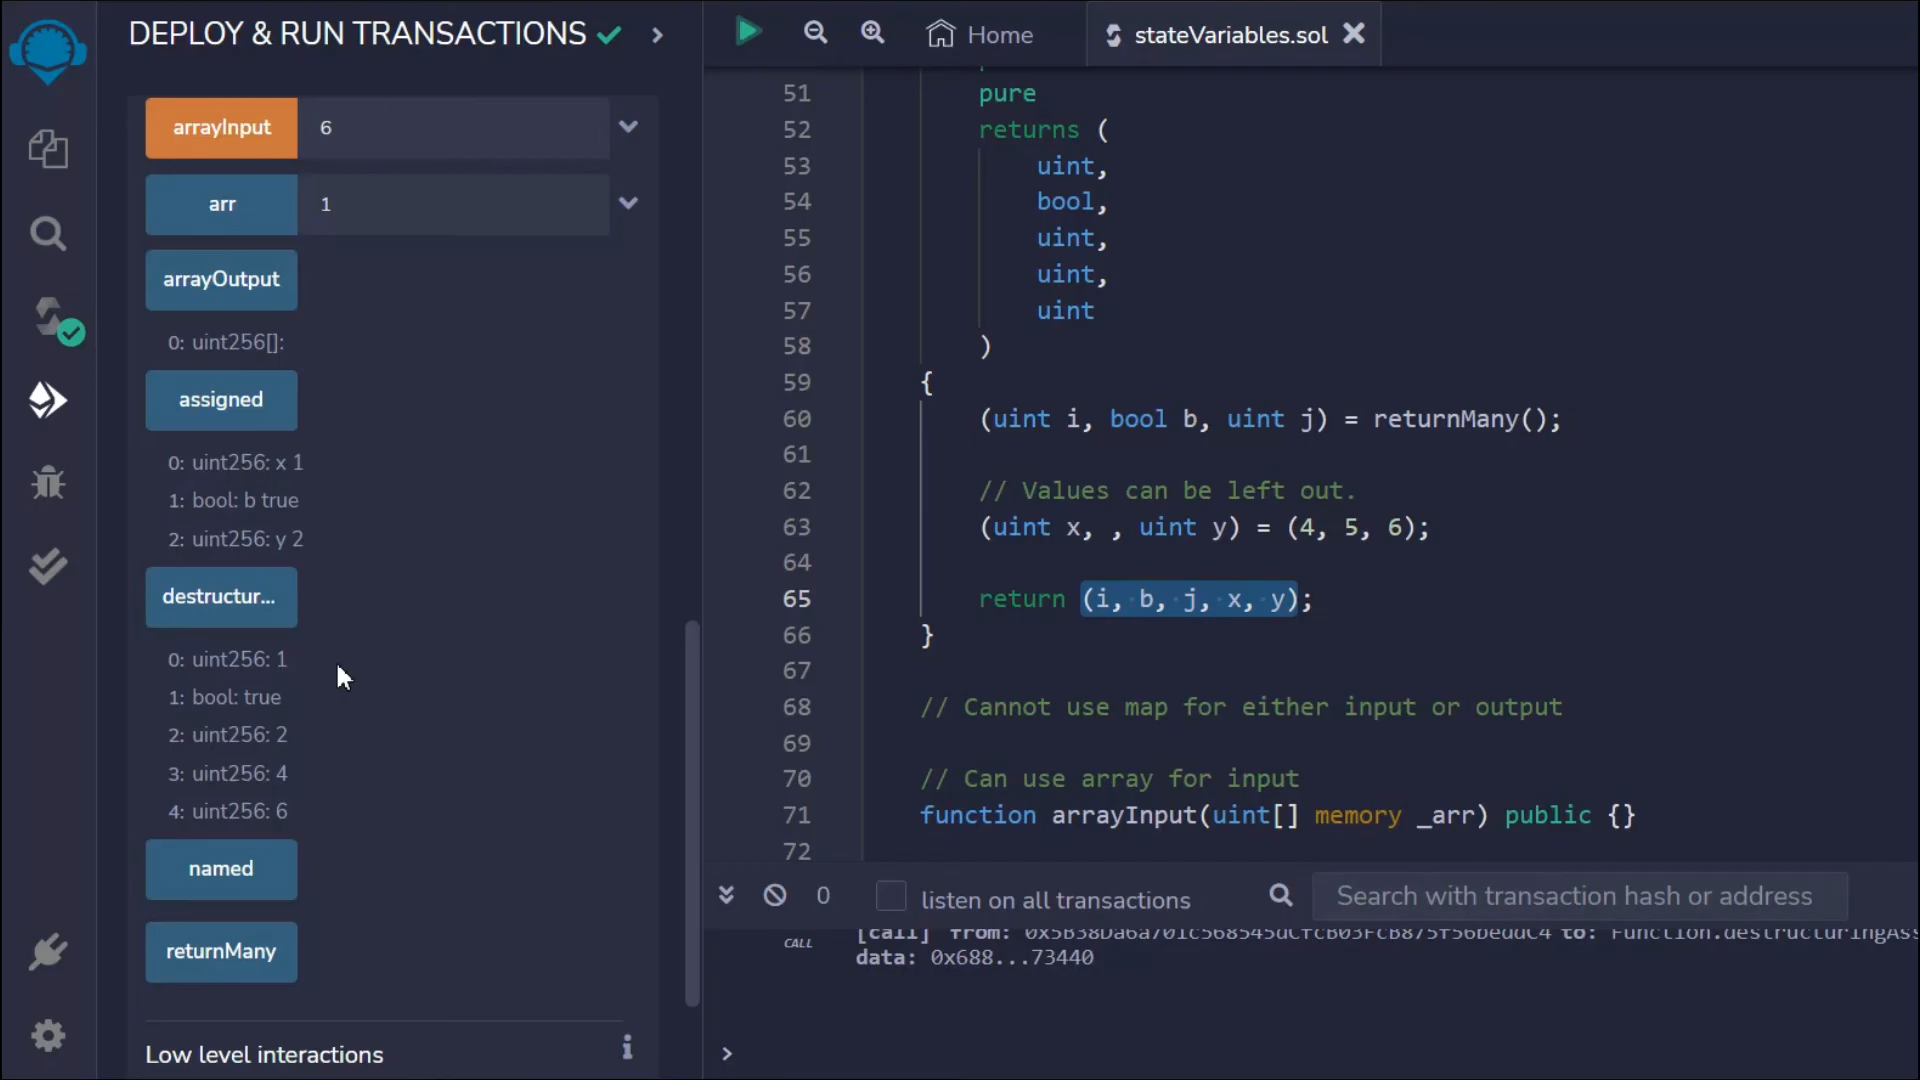 DEPLOY & RUN TRANSACTIONS
arrayInput 6
arr 1
arrayOutput
0: uint256[]:
assigned
0: uint256: x 1
1: bool: b true
2: uint256: y 2
destructur...
0: uint256: 1
1: bool: true
2: uint256: 2
3: uint256: 4
4: uint256: 6
named
returnMany
Low level interactions
Home stateVariables.sol
51 pure
52 returns (
53 uint,
54 bool,
55 uint,
56 uint,
57 uint
58 )
59 {
60 (uint i, bool b, uint j) = returnMany();
61
62 // Values can be left out.
63 (uint x, , uint y) = (4, 5, 6);
64
65 return (i, b, j, x, y);
66 }
67
68 // Cannot use map for either input or output
69
70 // Can use array for input
71 function arrayInput(uint[] memory _arr) public {}
72
0 listen on all transactions Search with transaction hash or address
CALL [call] from: 0x5B38Da6a701c568545dCfcB03FcB875f56beddC4 to: Function.destructuringAss
data: 0x688...73440
>